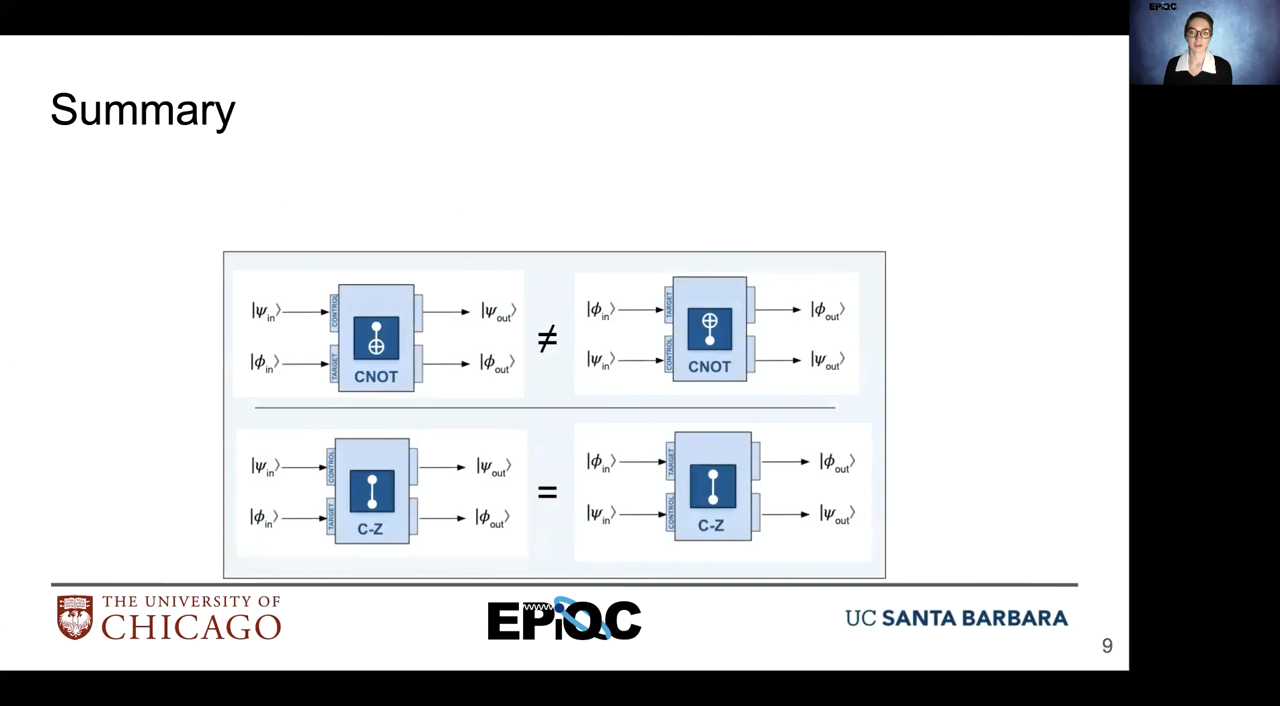 EPiQC
Summary
|ψin⟩ CONTROL |ψout⟩
|ϕin⟩ TARGET |ϕout⟩
CNOT
≠
|ϕin⟩ TARGET |ϕout⟩
|ψin⟩ CONTROL |ψout⟩
CNOT
|ψin⟩ CONTROL |ψout⟩
|ϕin⟩ TARGET |ϕout⟩
C-Z
=
|ϕin⟩ TARGET |ϕout⟩
|ψin⟩ CONTROL |ψout⟩
C-Z
THE UNIVERSITY OF
CHICAGO
EPiQC
UC SANTA BARBARA
9